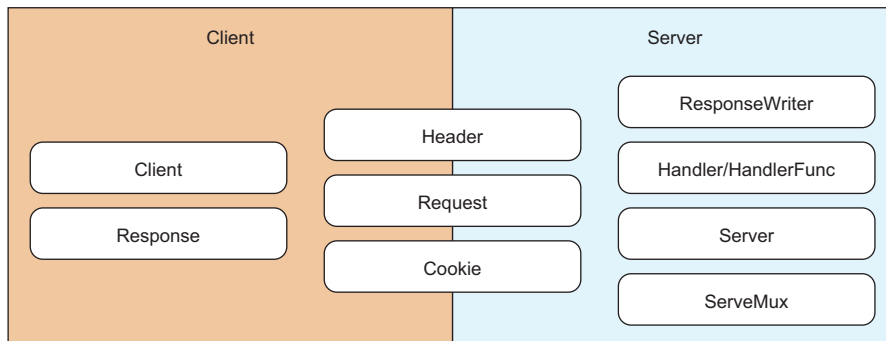 Client
Server
Client
Response
Header
Request
Cookie
ResponseWriter
Handler/HandlerFunc
Server
ServeMux